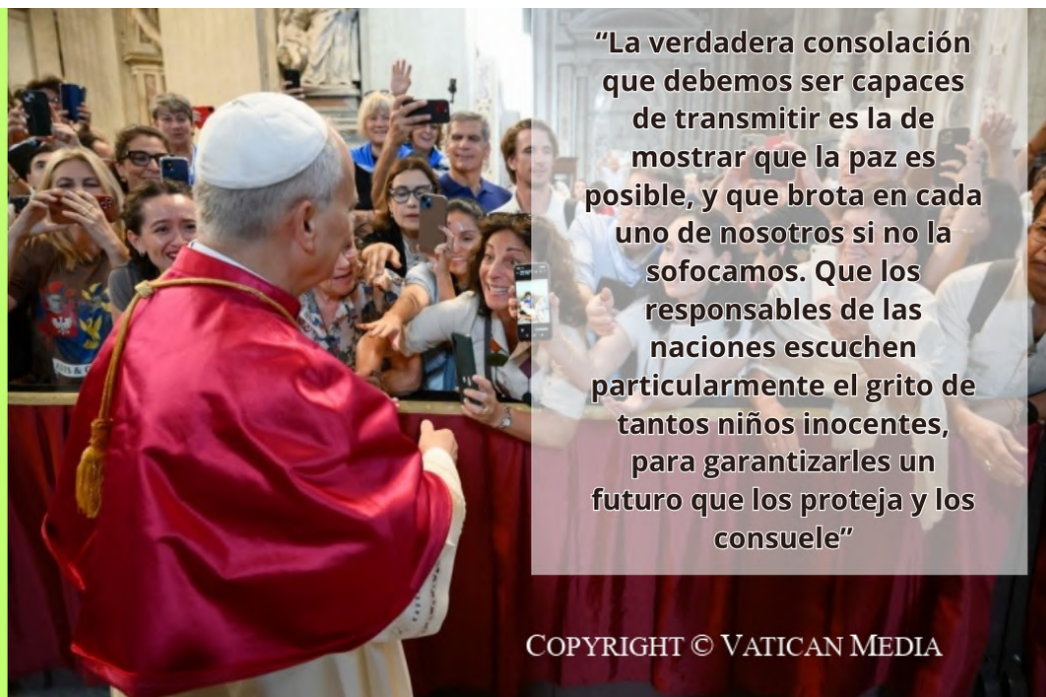 “La verdadera consolación
que debemos ser capaces
de transmitir es la de
mostrar que la paz es
posible, y que brota en cada
uno de nosotros si no la
sofocamos. Que los
responsables de las
naciones escuchen
particularmente el grito de
tantos niños inocentes,
para garantizarles un
futuro que los proteja y los
consuele”
COPYRIGHT © VATICAN MEDIA